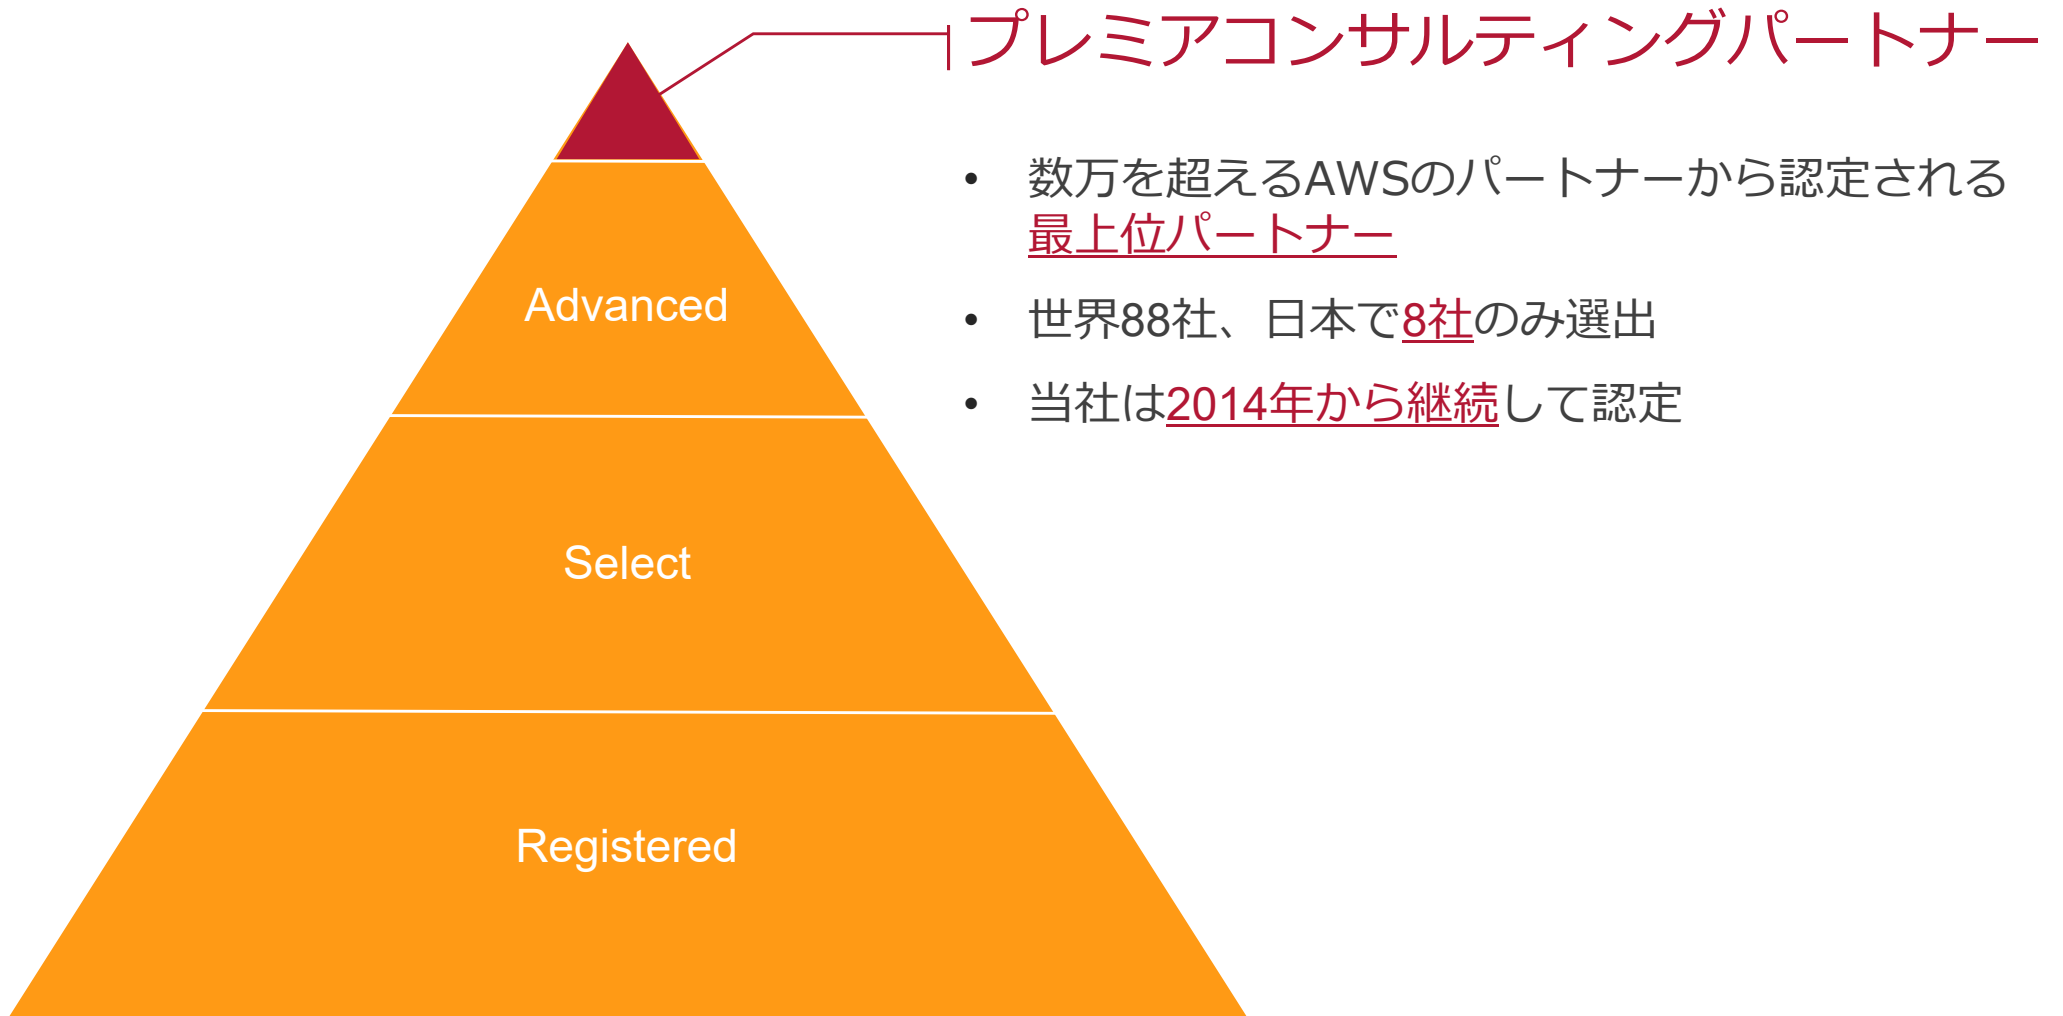 プレミアコンサルティングパートナー
• 数万を超えるAWSのパートナーから認定される
最上位パートナー
• 世界88社、日本で8社のみ選出
• 当社は2014年から継続して認定
Advanced
Select
Registered